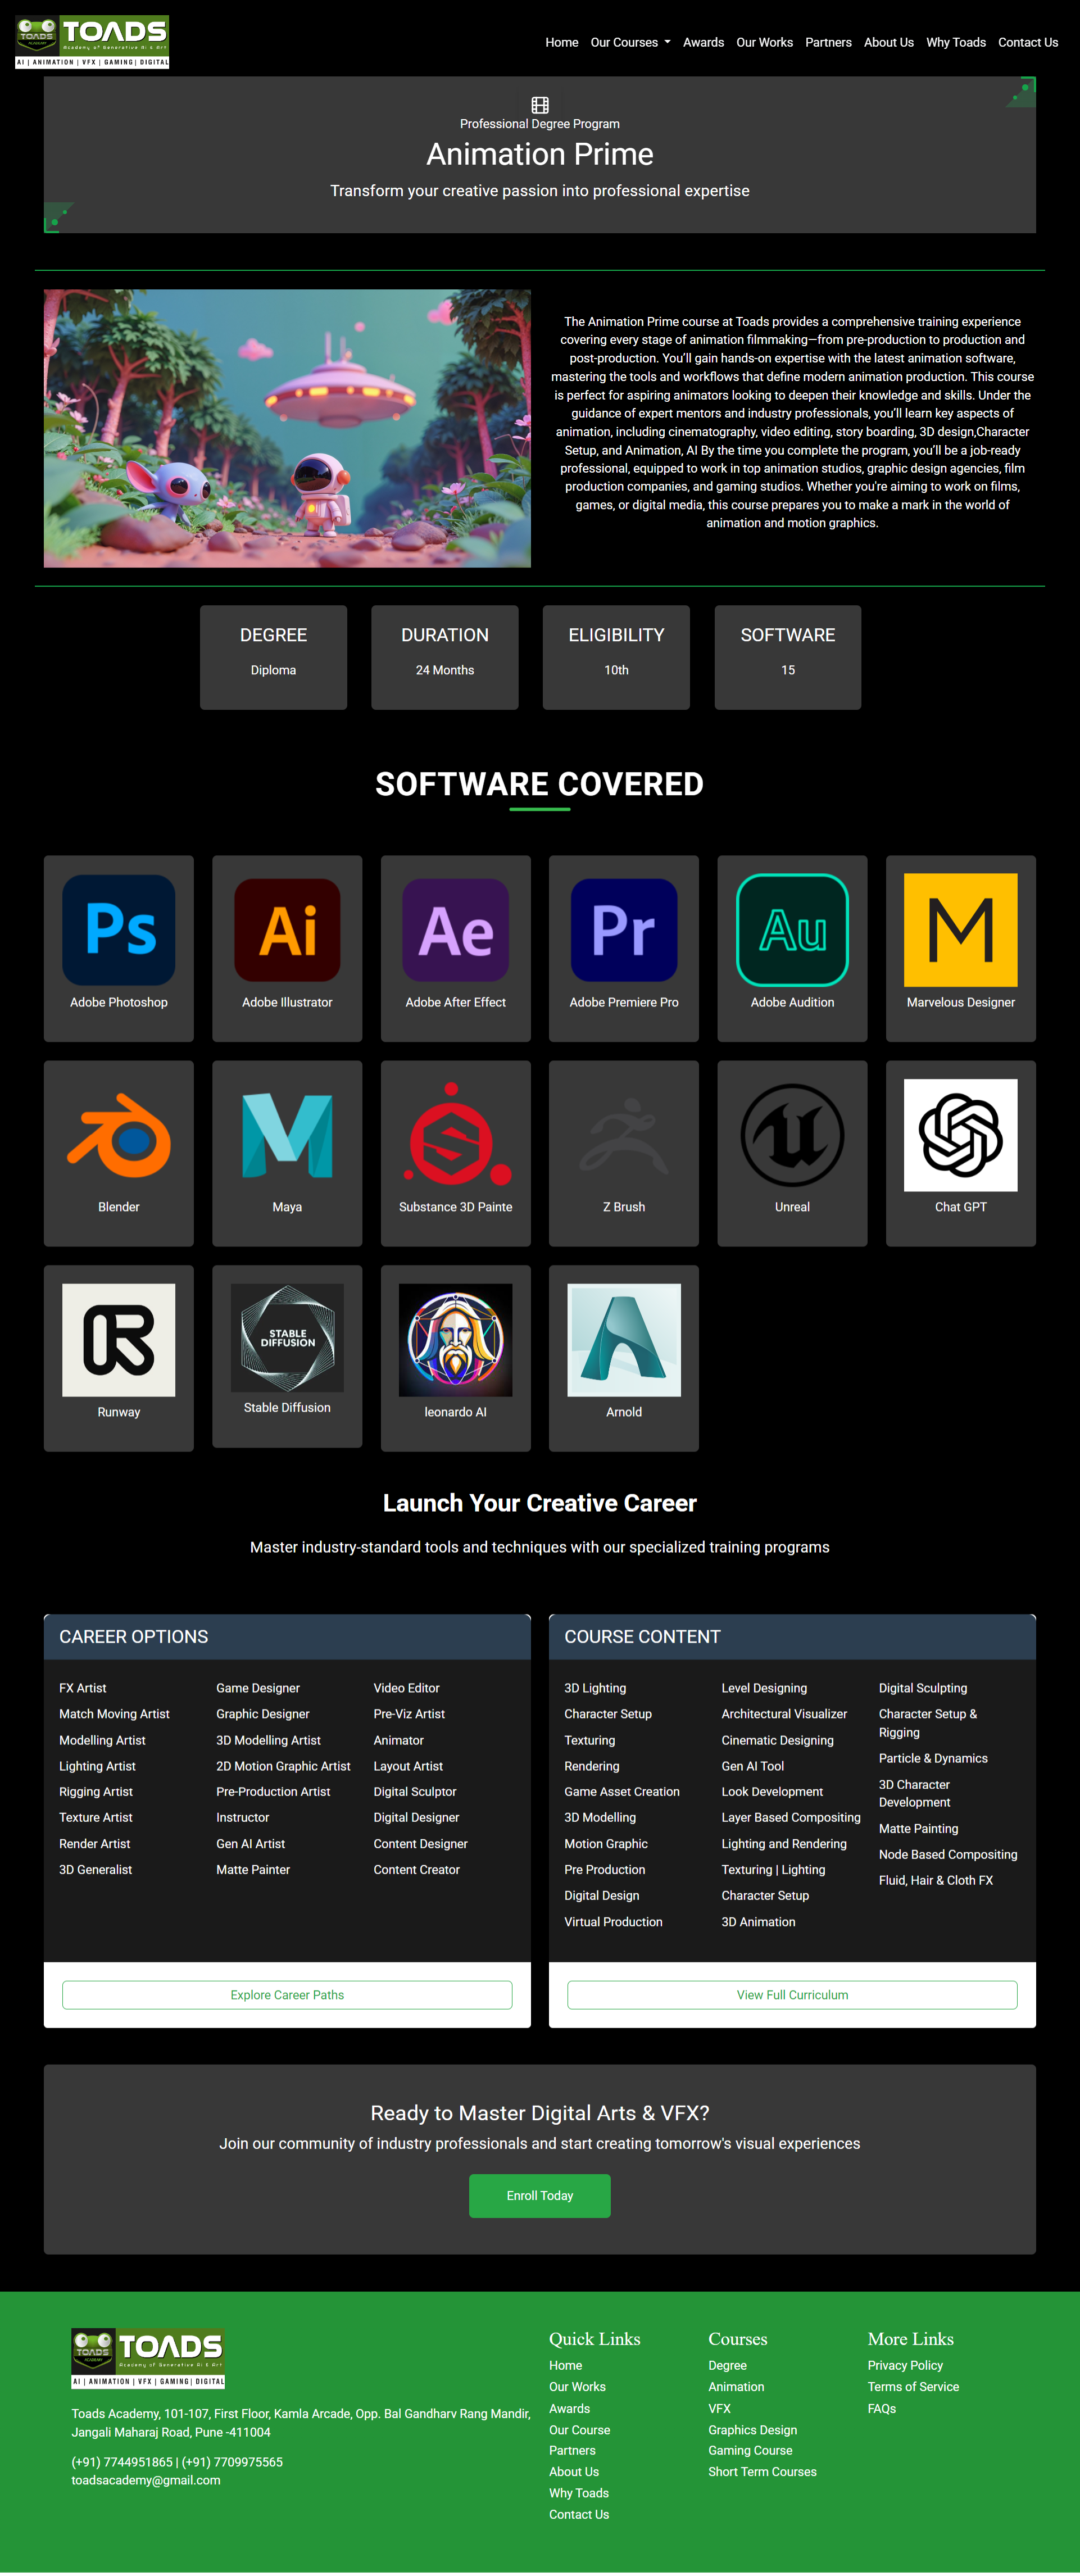 TOADS
Academy of Generative Ai & Art
TOADS
ACADEMY
AI | ANIMATION | VFX | GAMING| DIGITAL
Home Our Courses Awards Our Works Partners About Us Why Toads Contact Us
Professional Degree Program
Animation Prime
Transform your creative passion into professional expertise
The Animation Prime course at Toads provides a comprehensive training experience
covering every stage of animation filmmaking—from pre-production to production and
post-production. You’ll gain hands-on expertise with the latest animation software,
mastering the tools and workflows that define modern animation production. This course
is perfect for aspiring animators looking to deepen their knowledge and skills. Under the
guidance of expert mentors and industry professionals, you’ll learn key aspects of
animation, including cinematography, video editing, story boarding, 3D design,Character
Setup, and Animation, AI By the time you complete the program, you’ll be a job-ready
professional, equipped to work in top animation studios, graphic design agencies, film
production companies, and gaming studios. Whether you’re aiming to work on films,
games, or digital media, this course prepares you to make a mark in the world of
animation and motion graphics.
DEGREE
Diploma
DURATION
24 Months
ELIGIBILITY
10th
SOFTWARE
15
SOFTWARE COVERED
Ps
Adobe Photoshop
Ai
Adobe Illustrator
Ae
Adobe After Effect
Pr
Adobe Premiere Pro
Au
Adobe Audition
M
Marvelous Designer
Blender
Maya
Substance 3D Painte
Z Brush
Unreal
Chat GPT
Runway
STABLE
DIFFUSION
Stable Diffusion
leonardo AI
Arnold
Launch Your Creative Career
Master industry-standard tools and techniques with our specialized training programs
CAREER OPTIONS
FX Artist
Match Moving Artist
Modelling Artist
Lighting Artist
Rigging Artist
Texture Artist
Render Artist
3D Generalist
Game Designer
Graphic Designer
3D Modelling Artist
2D Motion Graphic Artist
Pre-Production Artist
Instructor
Gen AI Artist
Matte Painter
Video Editor
Pre-Viz Artist
Animator
Layout Artist
Digital Sculptor
Digital Designer
Content Designer
Content Creator
Explore Career Paths
COURSE CONTENT
3D Lighting
Character Setup
Texturing
Rendering
Game Asset Creation
3D Modelling
Motion Graphic
Pre Production
Digital Design
Virtual Production
Level Designing
Architectural Visualizer
Cinematic Designing
Gen AI Tool
Look Development
Layer Based Compositing
Lighting and Rendering
Texturing | Lighting
Character Setup
3D Animation
Digital Sculpting
Character Setup &
Rigging
Particle & Dynamics
3D Character
Development
Matte Painting
Node Based Compositing
Fluid, Hair & Cloth FX
View Full Curriculum
Ready to Master Digital Arts & VFX?
Join our community of industry professionals and start creating tomorrow's visual experiences
Enroll Today
TOADS
Academy of Generative Ai & Art
TOADS
ACADEMY
AI | ANIMATION | VFX | GAMING| DIGITAL
Toads Academy, 101-107, First Floor, Kamla Arcade, Opp. Bal Gandharv Rang Mandir,
Jangali Maharaj Road, Pune -411004
(+91) 7744951865 | (+91) 7709975565
toadsacademy@gmail.com
Quick Links
Home
Our Works
Awards
Our Course
Partners
About Us
Why Toads
Contact Us
Courses
Degree
Animation
VFX
Graphics Design
Gaming Course
Short Term Courses
More Links
Privacy Policy
Terms of Service
FAQs